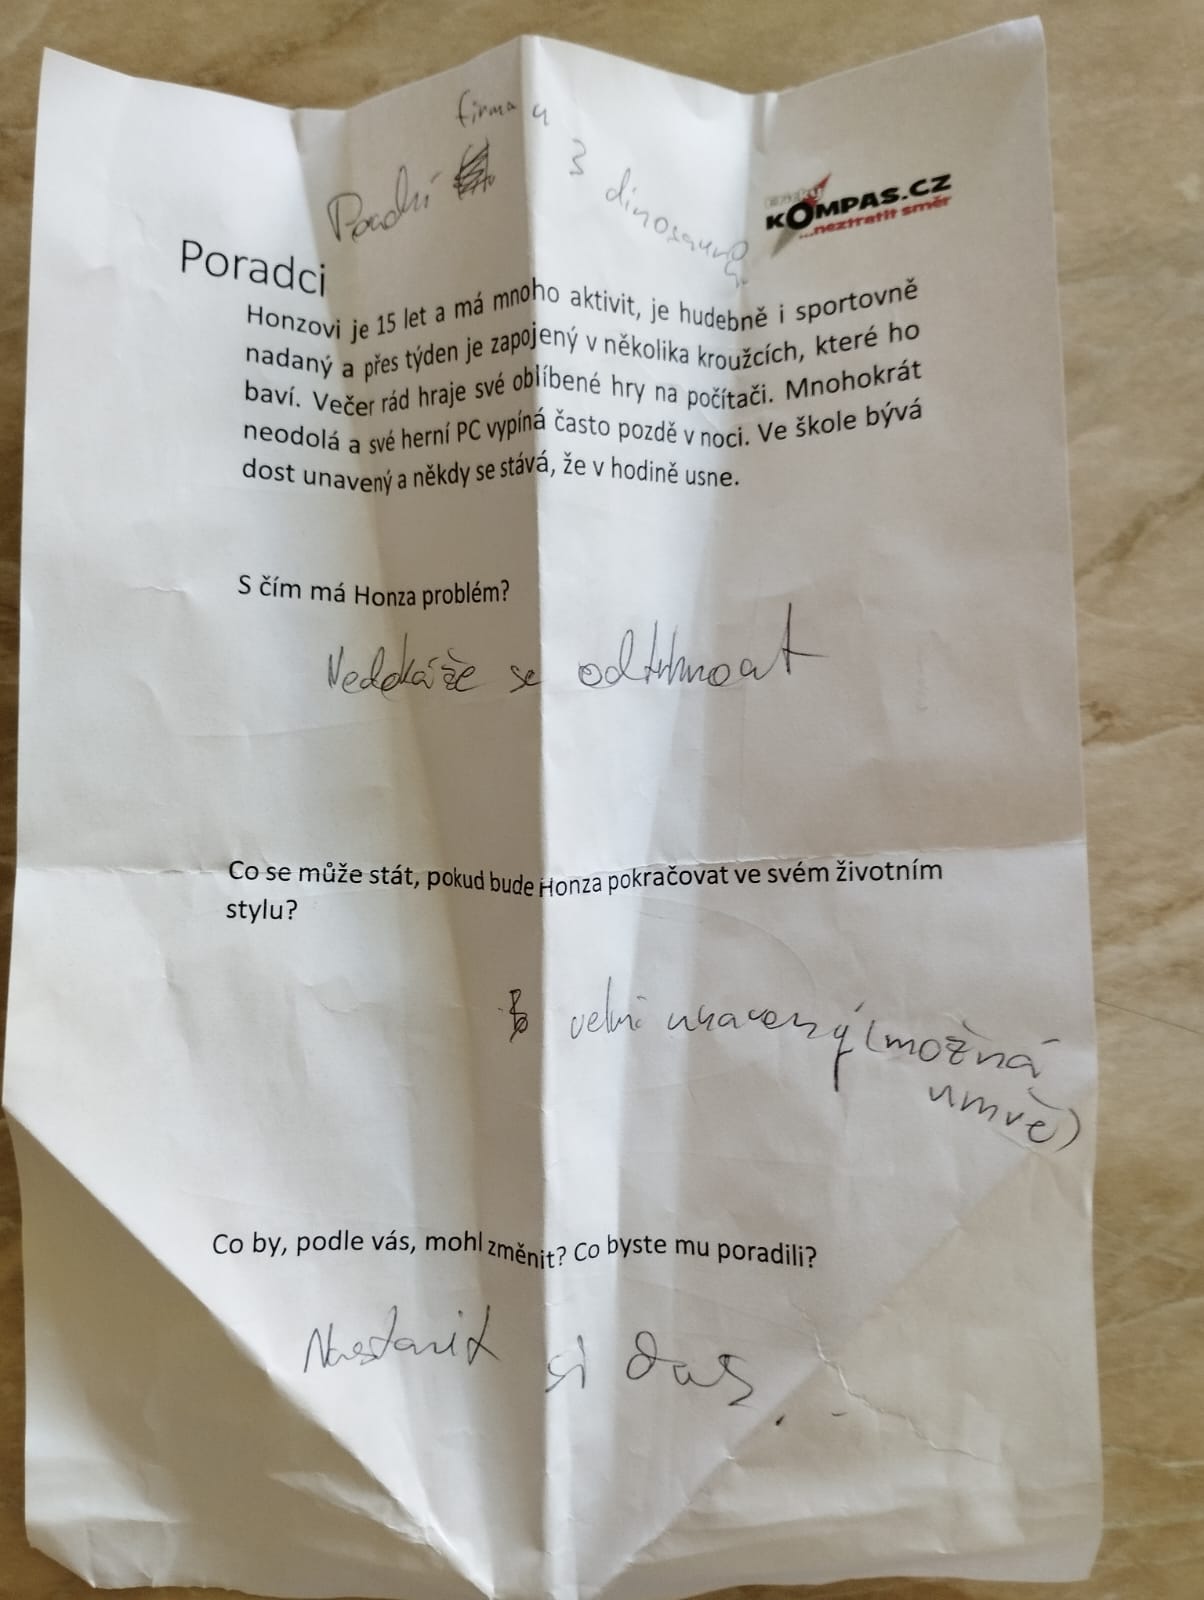 firma u
3 dinosaurů
KOMPAS.CZ
...neztratit směr
Poradci
Honzovi je 15 let a má mnoho aktivit, je hudebně i sportovně
nadaný a přes týden je zapojený v několika kroužcích, které ho
baví. Večer rád hraje své oblíbené hry na počítači. Mnohokrát
neodolá a své herní PC vypíná často pozdě v noci. Ve škole bývá
dost unavený a někdy se stává, že v hodině usne.
S čím má Honza problém?
Nedokáže se odtrhnout
Co se může stát, pokud bude Honza pokračovat ve svém životním
stylu?
velmi unavený (možná
umře)
Co by, podle vás, mohl změnit? Co byste mu poradili?
Nastavit si